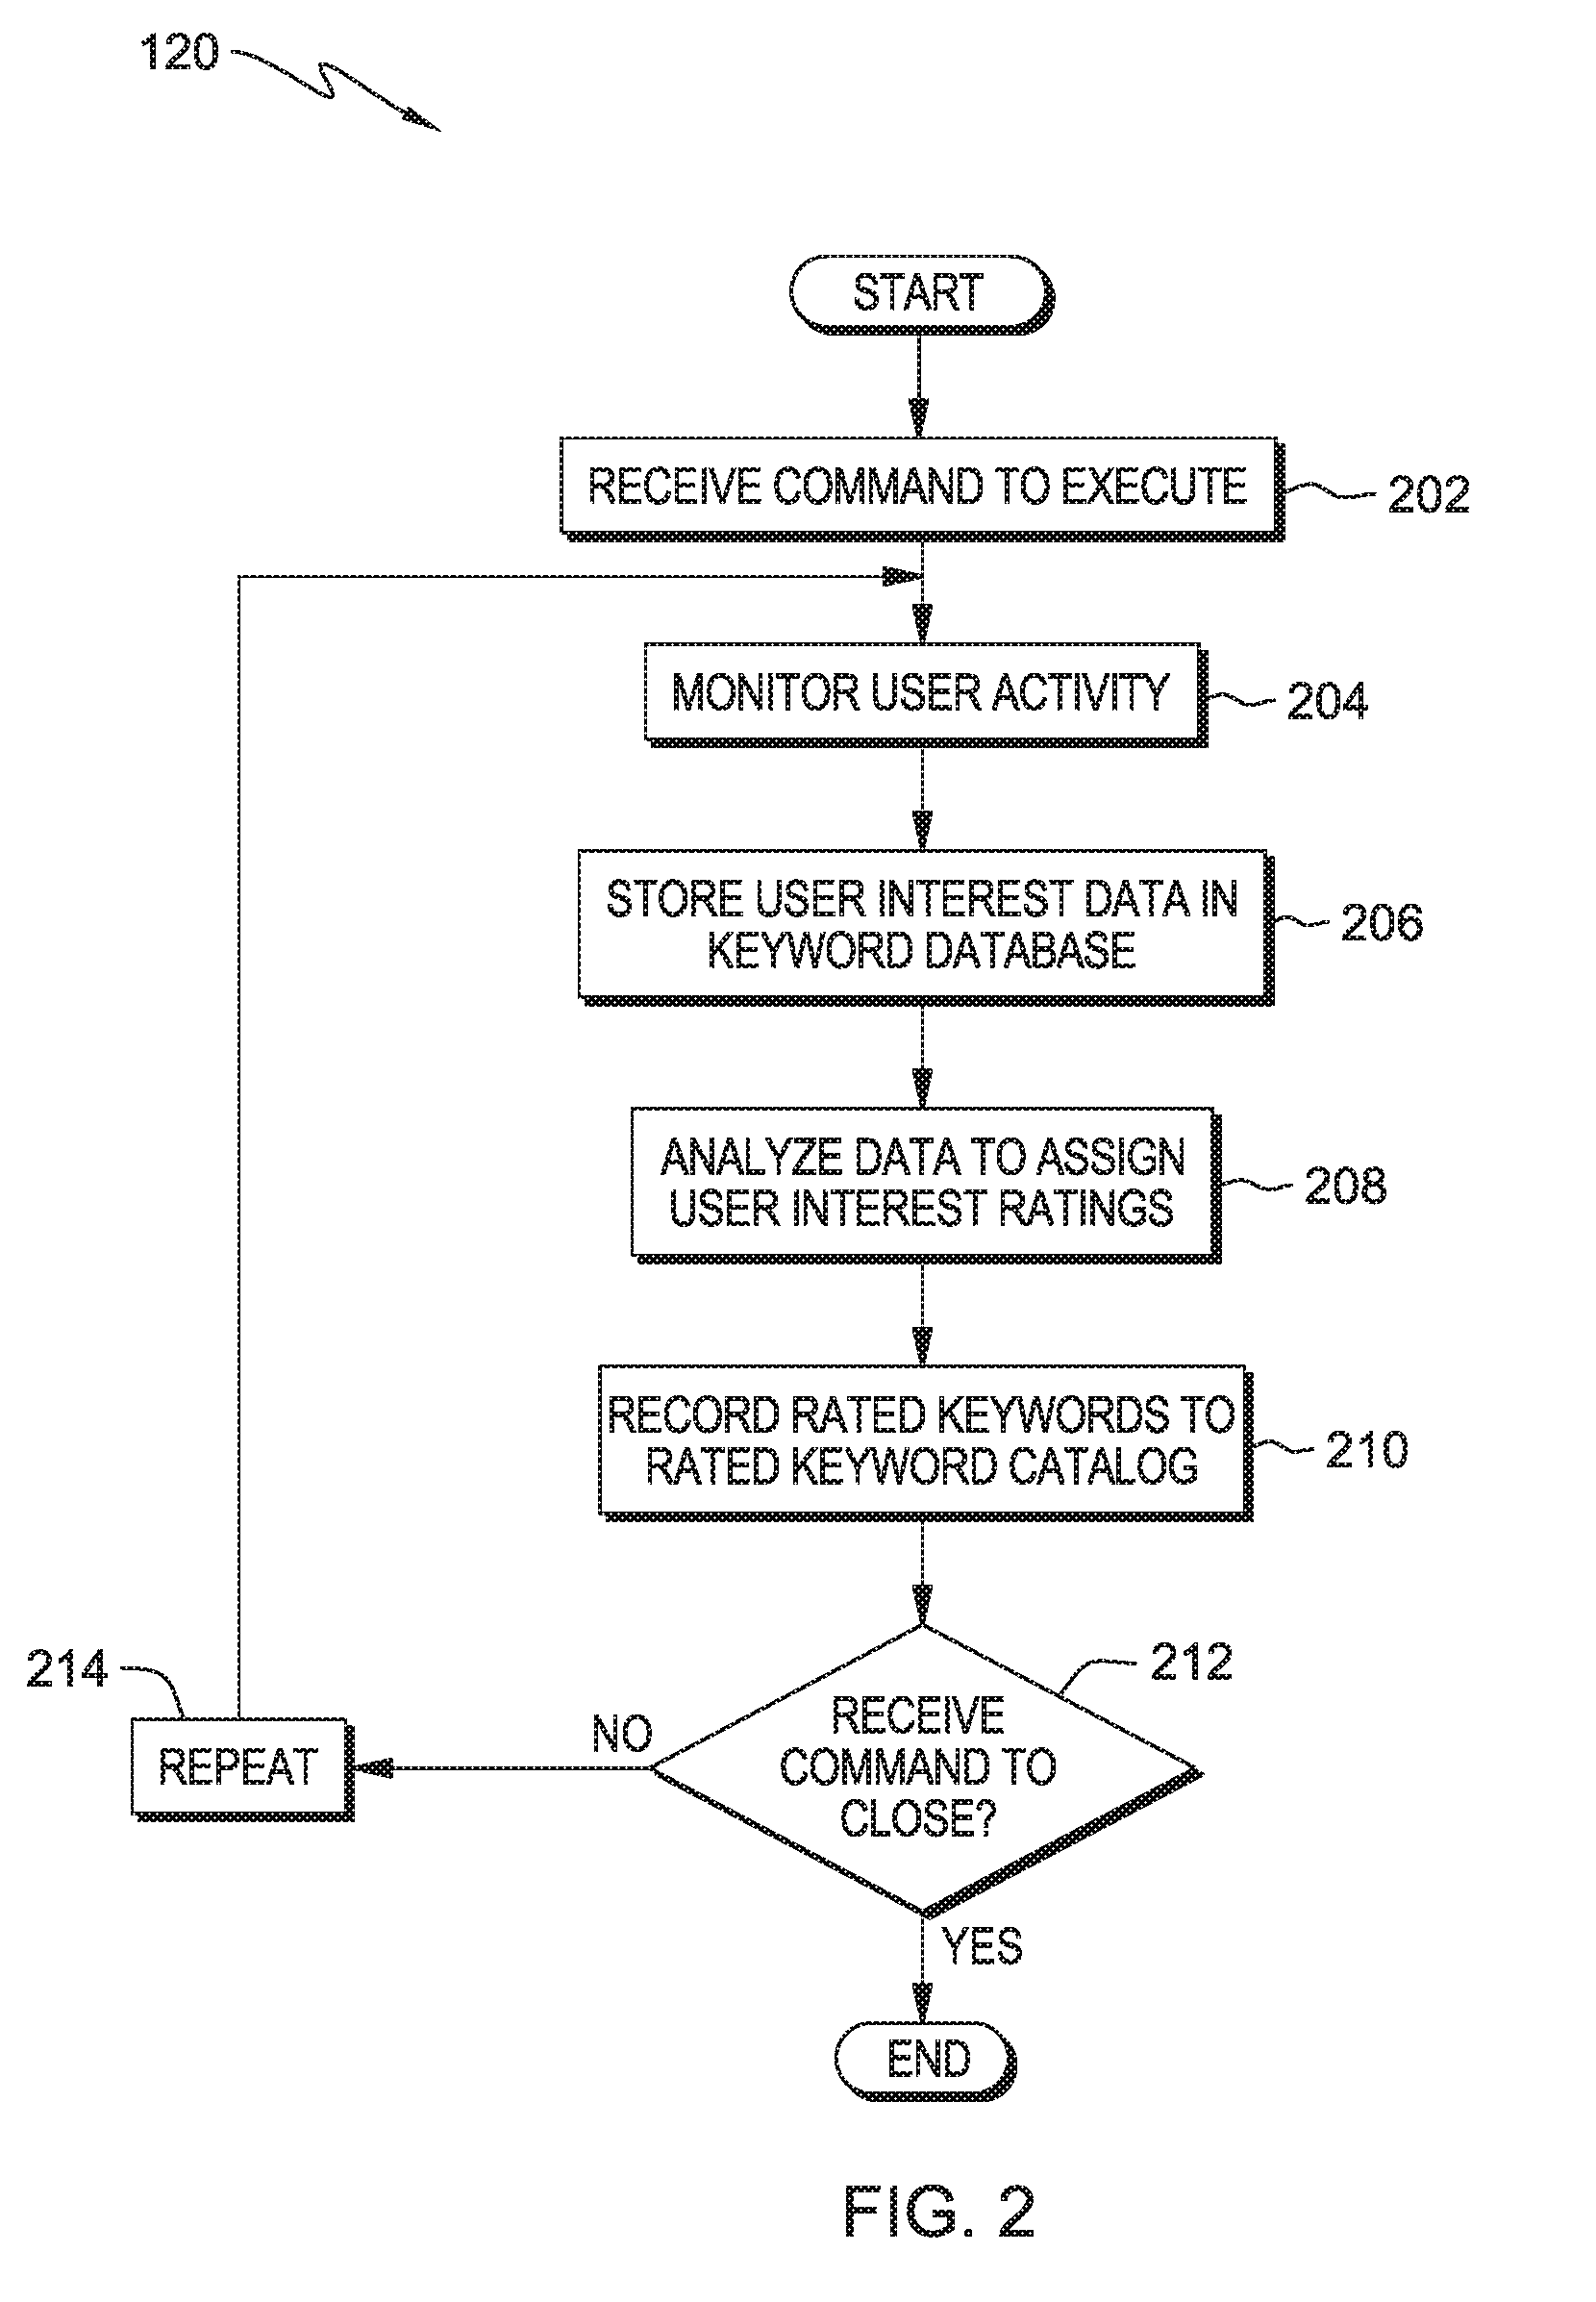 120
START
RECEIVE COMMAND TO EXECUTE
202
MONITOR USER ACTIVITY
204
STORE USER INTEREST DATA IN
KEYWORD DATABASE
206
ANALYZE DATA TO ASSIGN
USER INTEREST RATINGS
208
RECORD RATED KEYWORDS TO
RATED KEYWORD CATALOG
210
212
RECEIVE
COMMAND TO
CLOSE?
NO
214
REPEAT
YES
END
FIG. 2